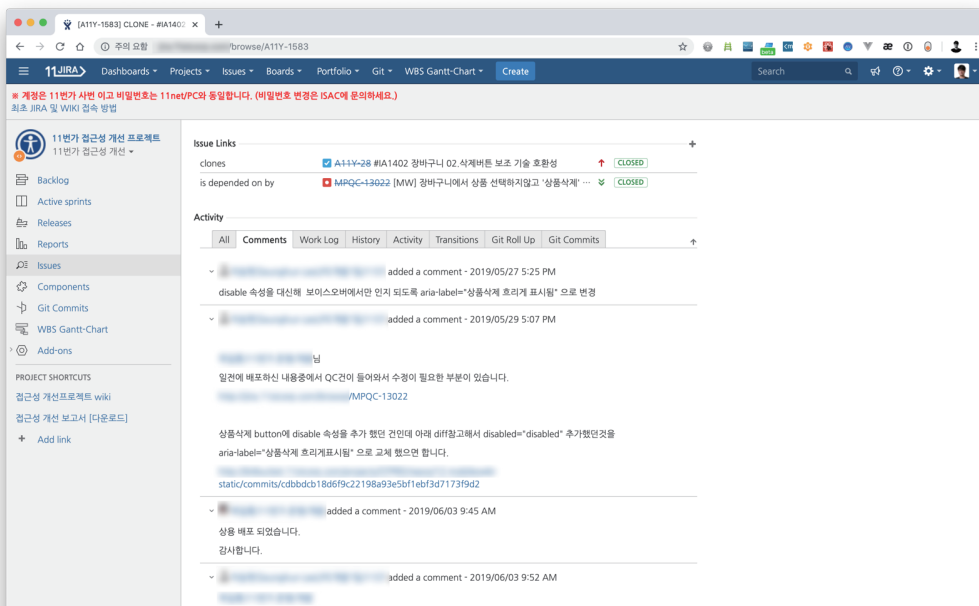 [A11Y-1583] CLONE - #IA1402
주의 요함
/browse/A11Y-1583
beta
11JIRA Dashboards Projects Issues Boards Portfolio Git WBS Gantt-Chart Create Search
※ 계정은 11번가 사번 이고 비밀번호는 11net/PC와 동일합니다. (비밀번호 변경은 ISAC에 문의하세요.)
최초 JIRA 및 WIKI 접속 방법
11번가 접근성 개선 프로젝트
11번가 접근성 개선
Backlog
Active sprints
Releases
Reports
Issues
Components
Git Commits
WBS Gantt-Chart
Add-ons
PROJECT SHORTCUTS
접근성 개선프로젝트 wiki
접근성 개선 보고서 [다운로드]
+ Add link
Issue Links
clones A11Y-28 #IA1402 장바구니 02.삭제버튼 보조 기술 호환성 CLOSED
is depended on by MPQC-13022 [MW] 장바구니에서 상품 선택하지않고 '상품삭제' ... CLOSED
Activity
All Comments Work Log History Activity Transitions Git Roll Up Git Commits
added a comment - 2019/05/27 5:25 PM
disable 속성을 대신해 보이스오버에서만 인지 되도록 aria-label="상품삭제 흐리게 표시됨" 으로 변경
added a comment - 2019/05/29 5:07 PM
님
일전에 배포하신 내용중에서 QC건이 들어와서 수정이 필요한 부분이 있습니다.
/MPQC-13022
상품삭제 button에 disable 속성을 추가 했던 건인데 아래 diff참고해서 disabled="disabled" 추가했던것을
aria-label="상품삭제 흐리게표시됨" 으로 교체 했으면 합니다.
static/commits/cdbbdcb18d6f9c22198a93e5bf1ebf3d7173f9d2
added a comment - 2019/06/03 9:45 AM
상용 배포 되었습니다.
감사합니다.
added a comment - 2019/06/03 9:52 AM